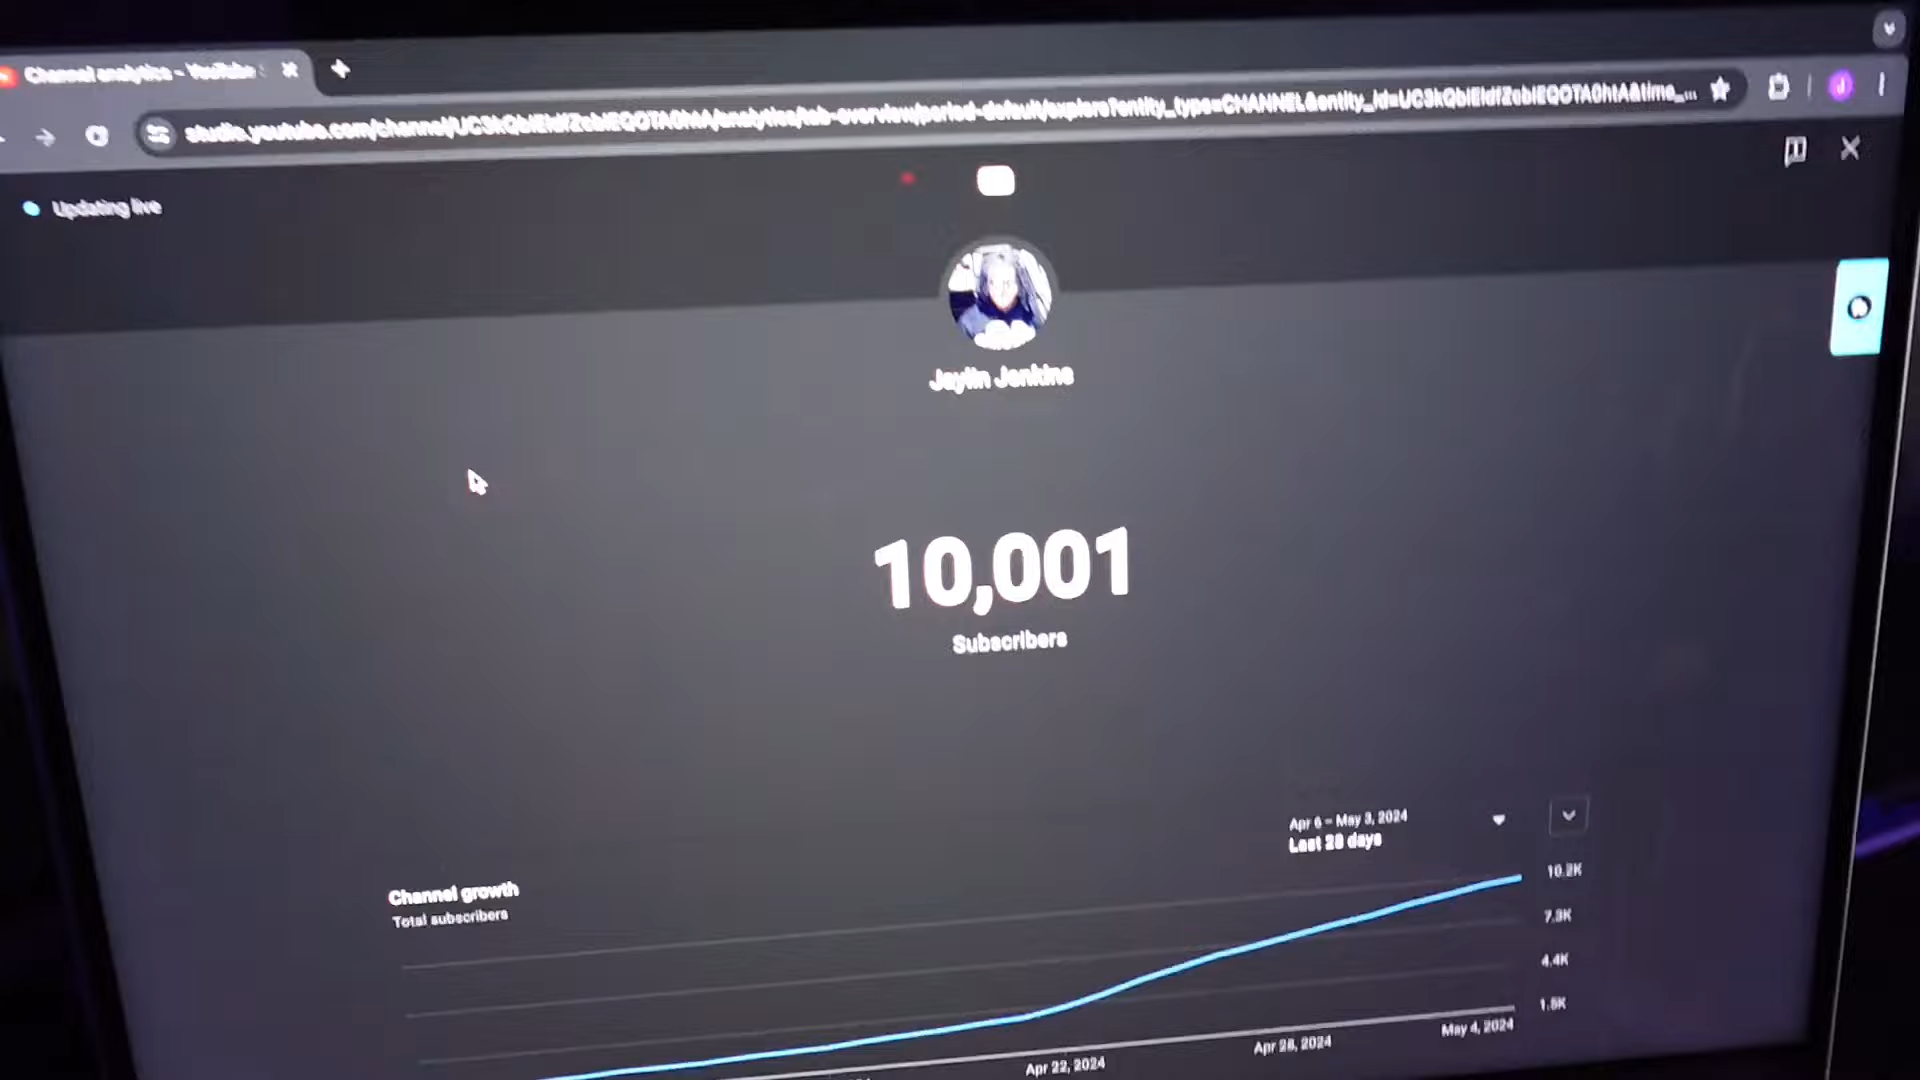 Channel analytics - YouTube
Updating live
Jaylin Jenkins
10,001
Subscribers
Apr 6 – May 3, 2024
Last 28 days
Channel growth
Total subscribers
10.2K
7.3K
4.4K
1.5K
Apr 22, 2024
Apr 28, 2024
May 4, 2024